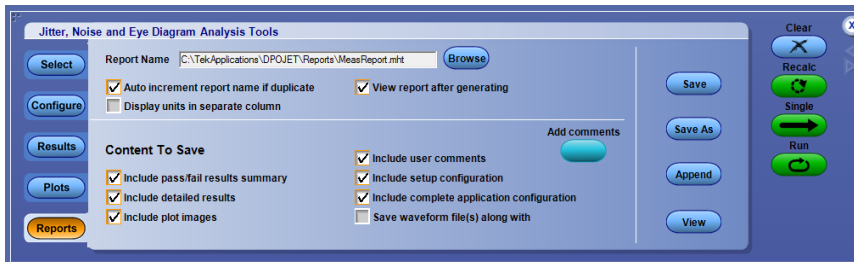 Jitter, Noise and Eye Diagram Analysis Tools
Clear
X
Select
Report Name C:\TekApplications\DPOJET\Reports\MeasReport.mht Browse
Recalc
Auto increment report name if duplicate
View report after generating
Save
Configure
Display units in separate column
Single
Add comments
Save As
Results
Content To Save
Include user comments
Run
Include pass/fail results summary
Include setup configuration
Append
Plots
Include detailed results
Include complete application configuration
Include plot images
Save waveform file(s) along with
View
Reports